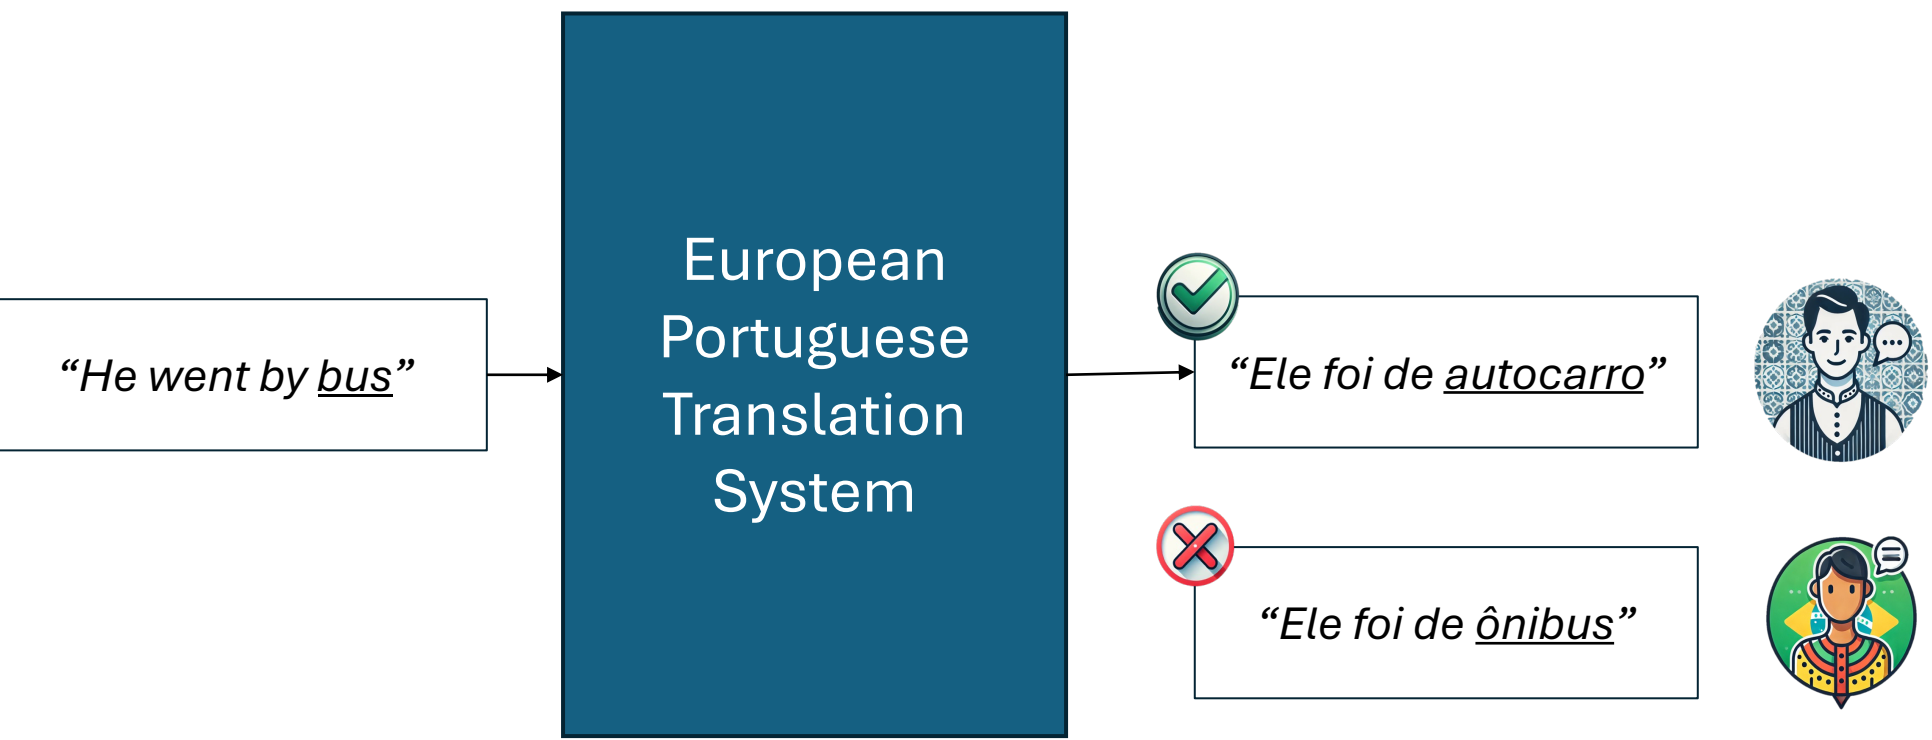 “He went by bus”
European
Portuguese
Translation
System
“Ele foi de autocarro”
“Ele foi de ônibus”